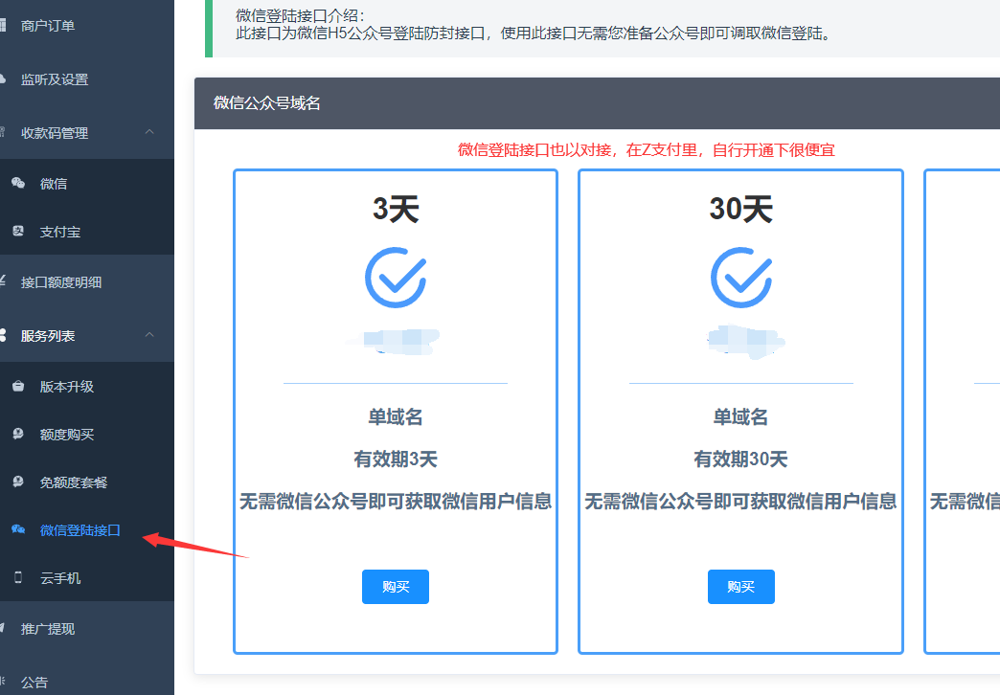 商户订单
监听及设置
收款码管理
微信
支付宝
接口额度明细
服务列表
版本升级
额度购买
免额度套餐
微信登陆接口
云手机
推广提现
公告
微信登陆接口介绍：
此接口为微信H5公众号登陆防封接口，使用此接口无需您准备公众号即可调取微信登陆。
微信公众号域名
微信登陆接口也以对接，在Z支付里，自行开通下很便宜
3天
单域名
有效期3天
无需微信公众号即可获取微信用户信息
购买
30天
单域名
有效期30天
无需微信公众号即可获取微信用户信息
购买
无需微信